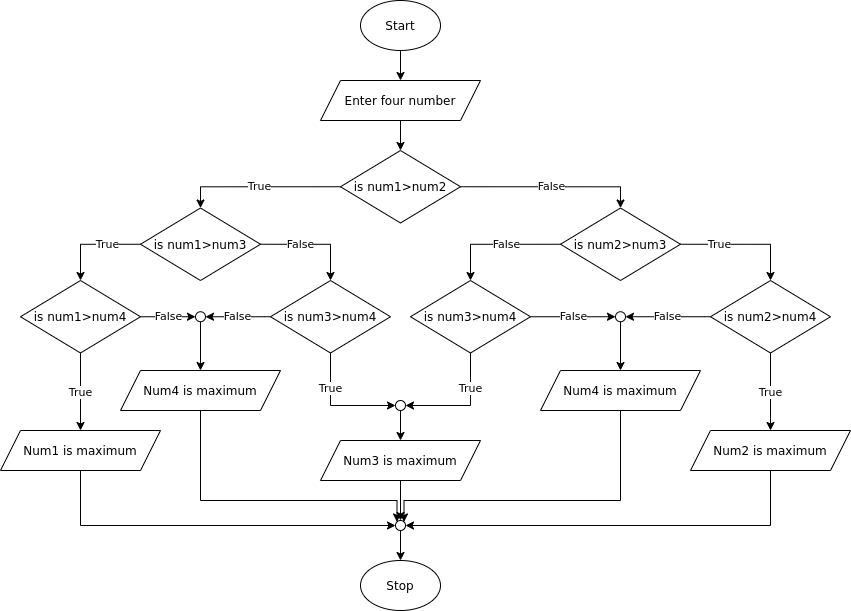 Start
Enter four number
is num1>num2
True
False
is num1>num3
is num2>num3
True
False
False
True
is num1>num4
False
False
is num3>num4
is num3>num4
False
False
is num2>num4
True
Num4 is maximum
True
True
Num4 is maximum
True
Num1 is maximum
Num3 is maximum
Num2 is maximum
Stop